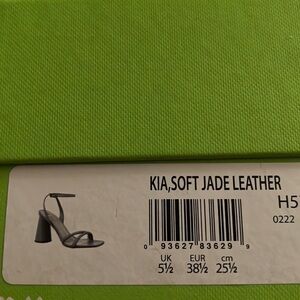 KIA,SOFT JADE LEATHER
H5
0222
0 93627 83629 9
UK EUR cm
5½ 38½ 25½